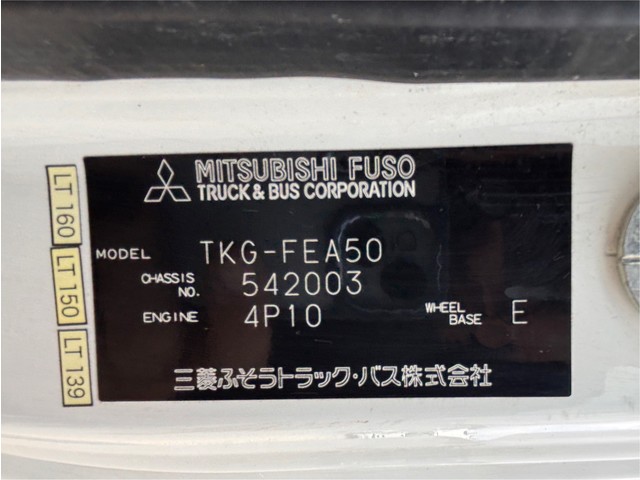 MITSUBISHI FUSO
TRUCK & BUS CORPORATION
MODEL TKG-FEA50
CHASSIS NO. 542003
ENGINE 4P10 WHEEL BASE E
三菱ふそうトラック・バス株式会社
LT 160
LT 150
LT 139